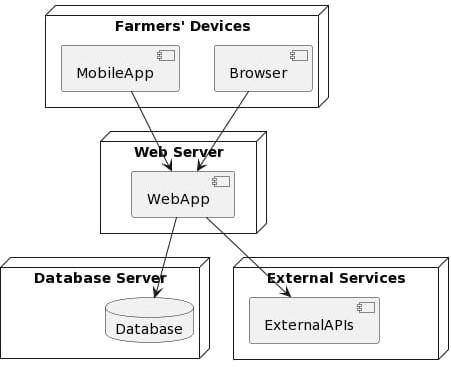 Farmers' Devices
MobileApp
Browser
Web Server
WebApp
Database Server
Database
External Services
ExternalAPIs